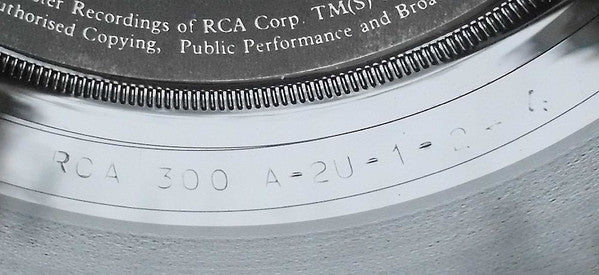 Recordings of RCA Corp. TM(S)
Copying, Public Performance and
RCA 300 A-2U-1-